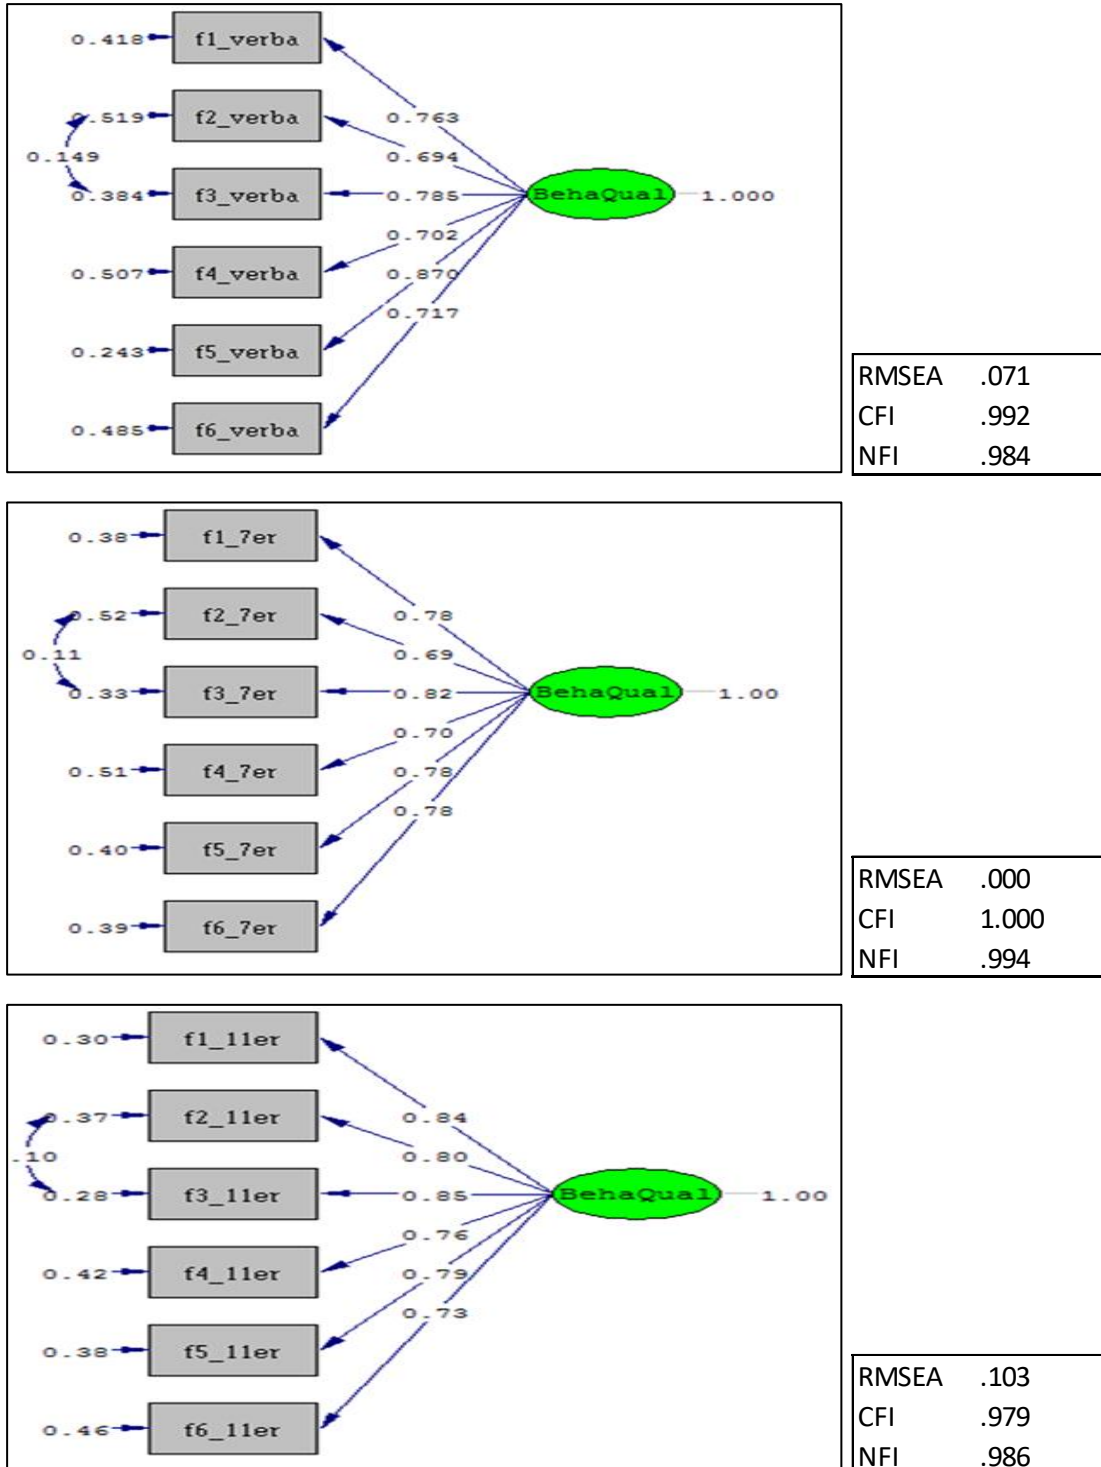 0.418 f1_verba
0.519 f2_verba 0.763
0.149 0.694
0.384 f3_verba 0.785 BehaQual 1.000
0.702
0.507 f4_verba 0.870
0.717
0.243 f5_verba
0.485 f6_verba
RMSEA .071
CFI .992
NFI .984
0.38 f1_7er
0.52 f2_7er 0.78
0.11 0.69
0.33 f3_7er 0.82 BehaQual 1.00
0.70
0.51 f4_7er 0.78
0.78
0.40 f5_7er
0.39 f6_7er
RMSEA .000
CFI 1.000
NFI .994
0.30 f1_11er
0.37 f2_11er 0.84
.10 0.80
0.28 f3_11er 0.85 BehaQual 1.00
0.76
0.42 f4_11er 0.79
0.73
0.38 f5_11er
0.46 f6_11er
RMSEA .103
CFI .979
NFI .986